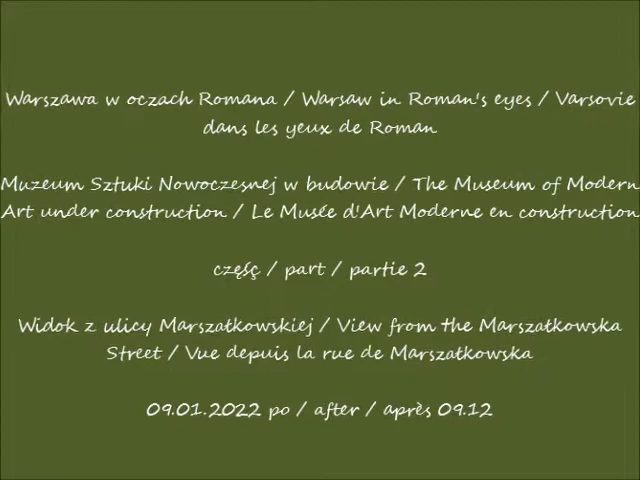 Warszawa w oczach Romana / Warsaw in Roman's eyes / Varsovie
dans les yeux de Roman
Muzeum Sztuki Nowoczesnej w budowie / The Museum of Modern
Art under construction / Le Musée d'Art Moderne en construction
częśç / part / partie 2
Widok z ulicy Marszałkowskiej / View from the Marszałkowska
Street / Vue depuis la rue de Marszałkowska
09.01.2022 po / after / après 09.12